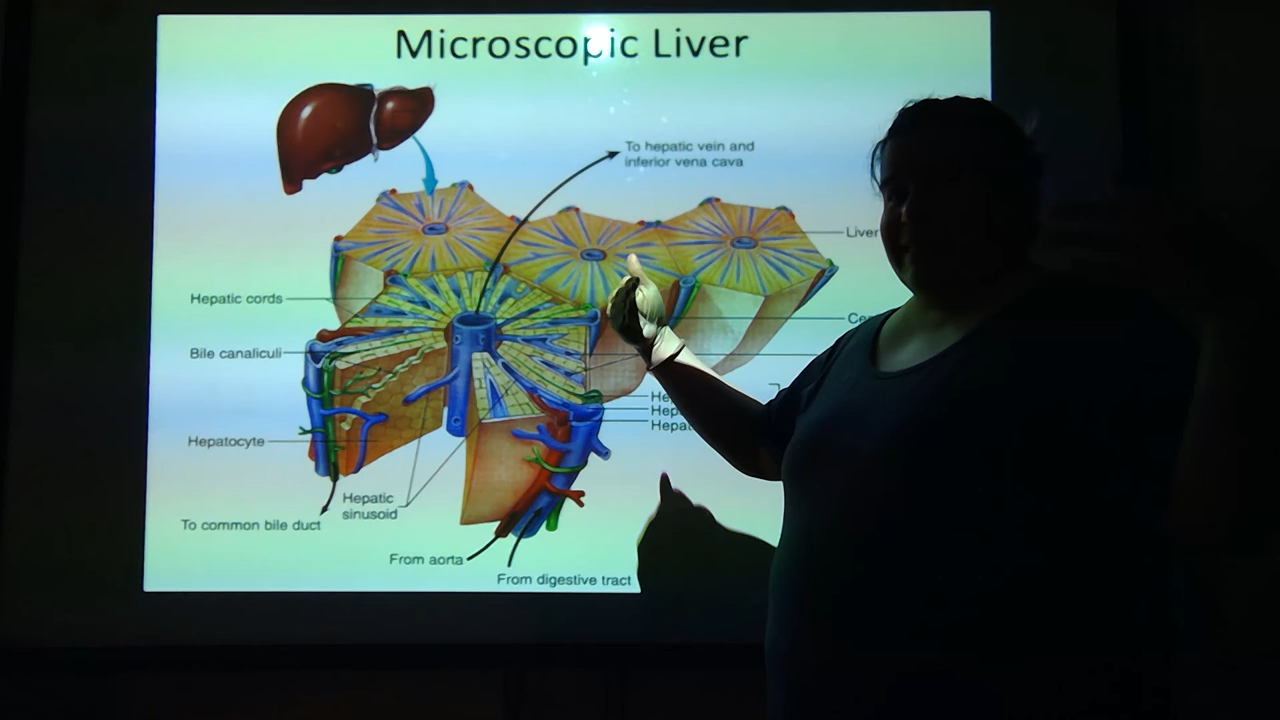 Microscopic Liver
To hepatic vein and
inferior vena cava
Liver
Hepatic cords
Bile canaliculi
Hepatocyte
Hepatic
sinusoid
To common bile duct
From aorta
From digestive tract